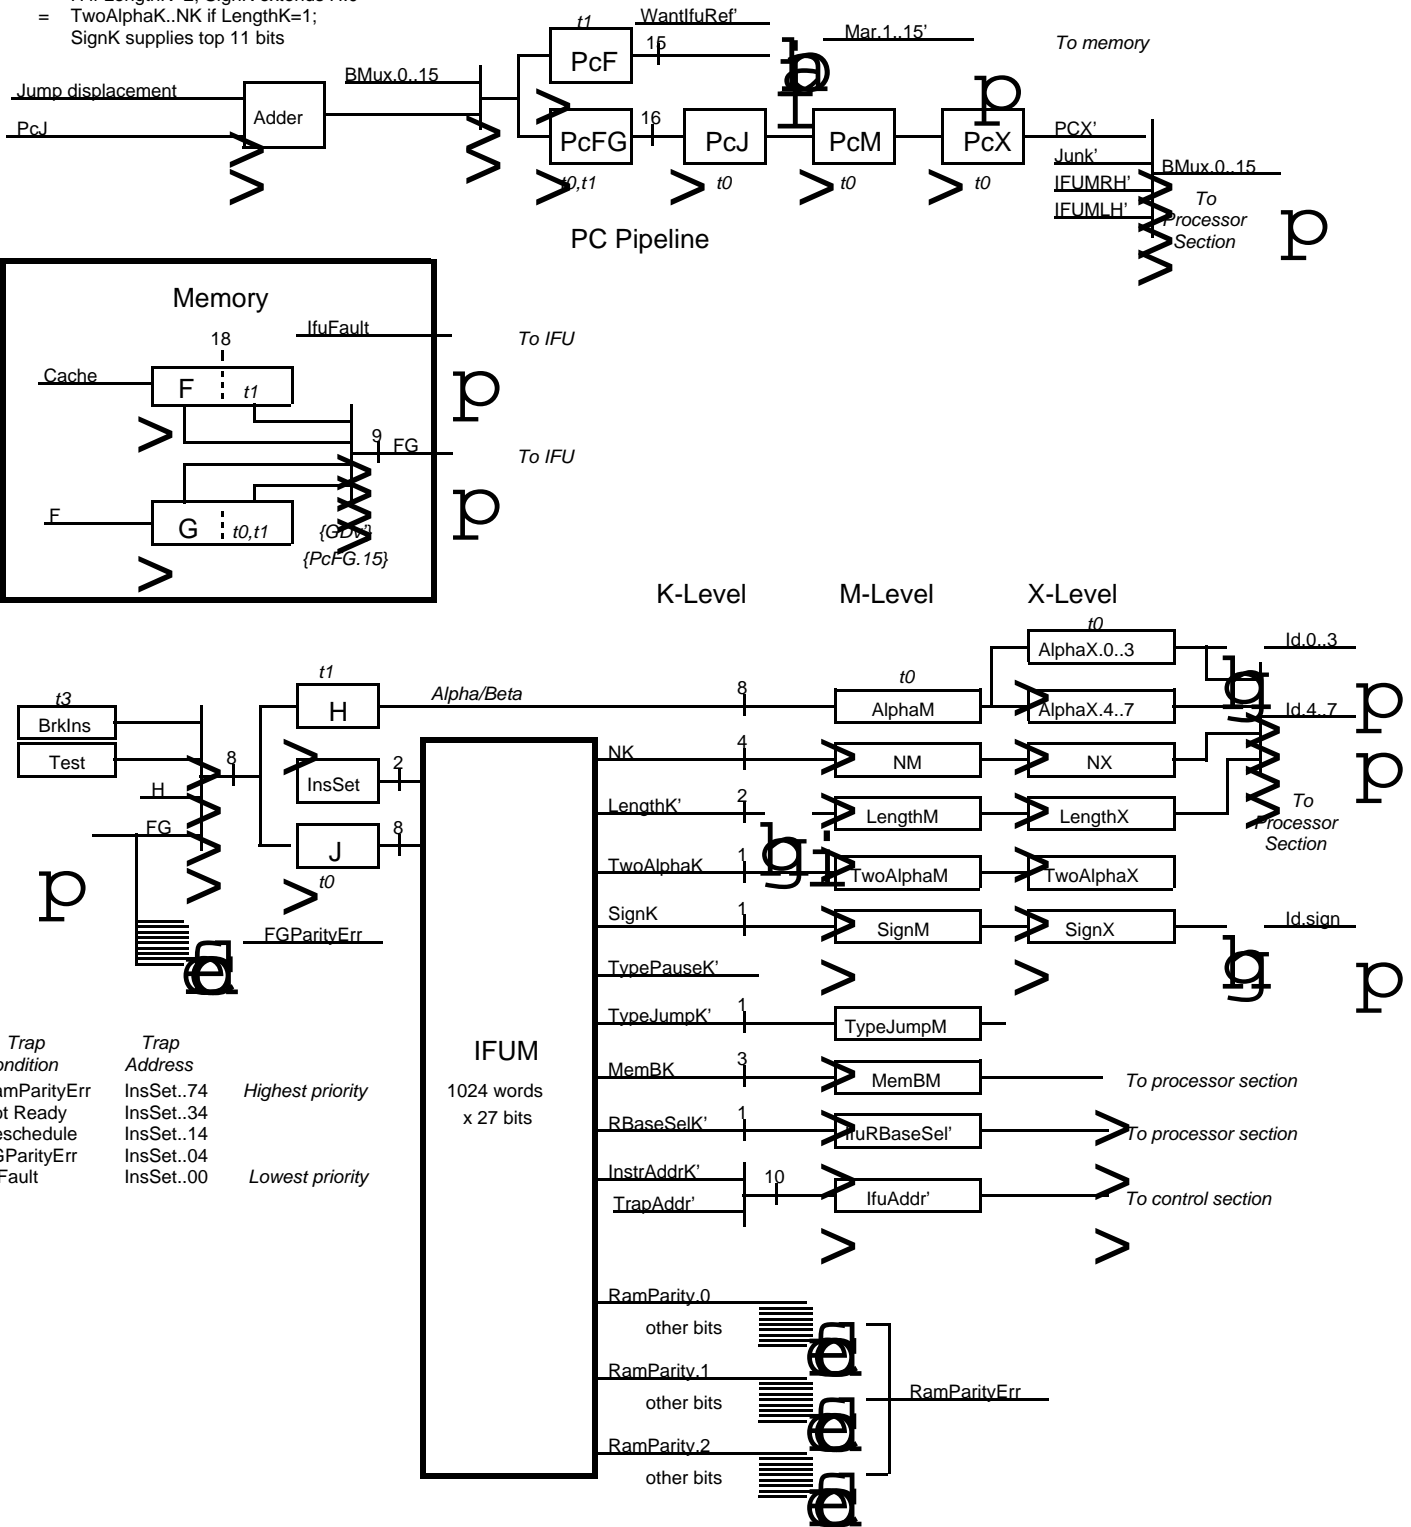 = TwoAlphaK..NK if LengthK=1;
SignK supplies top 11 bits
t1
WantIfuRef'
15
PcF
Mar.1..15'
To memory
BMux.0..15
Jump displacement
Adder
PcJ
PcFG
16
PcJ
PcM
PcX
PCX'
Junk'
BMux.0..15
t0,t1
t0
t0
t0
IFUMRH'
IFUMLH'
To
Processor
Section
PC Pipeline
Memory
18
IfuFault
To IFU
Cache
F
t1
9
FG
To IFU
F
G
t0,t1
{GDv'}
{PcFG.15}
K-Level
M-Level
X-Level
t0
AlphaX.0..3
Id.0..3
t1
H
Alpha/Beta
8
t0
AlphaM
AlphaX.4..7
Id.4..7
t3
BrkIns
Test
8
H
FG
InsSet
2
J
8
t0
NK
4
NM
NX
LengthK'
2
LengthM
LengthX
To
Processor
Section
TwoAlphaK
1
TwoAlphaM
TwoAlphaX
SignK
1
SignM
SignX
Id.sign
FGParityErr
TypePauseK'
TypeJumpK'
1
TypeJumpM
IFUM
1024 words
x 27 bits
MemBK
3
MemBM
To processor section
RBaseSelK'
1
IfuRBaseSel'
To processor section
InstrAddrK'
TrapAddr'
10
IfuAddr'
To control section
Trap Trap
ondition Address
amParityErr InsSet..74 Highest priority
ot Ready InsSet..34
eschedule InsSet..14
GParityErr InsSet..04
Fault InsSet..00 Lowest priority
RamParity.0
other bits
RamParity.1
other bits
RamParityErr
RamParity.2
other bits